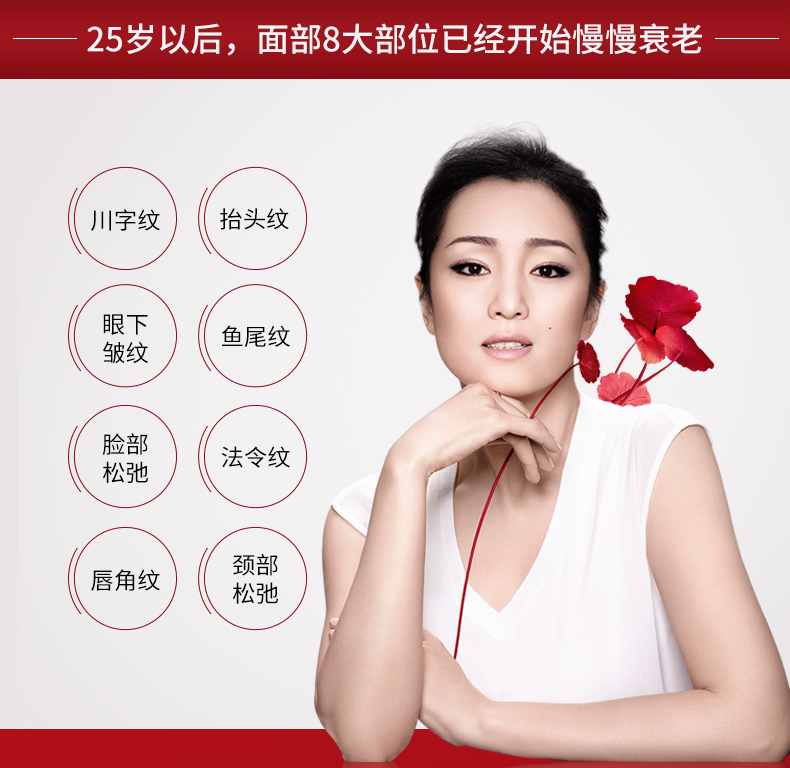 25岁以后，面部8大部位已经开始慢慢衰老
川字纹
抬头纹
眼下
皱纹
鱼尾纹
脸部
松弛
法令纹
唇角纹
颈部
松弛